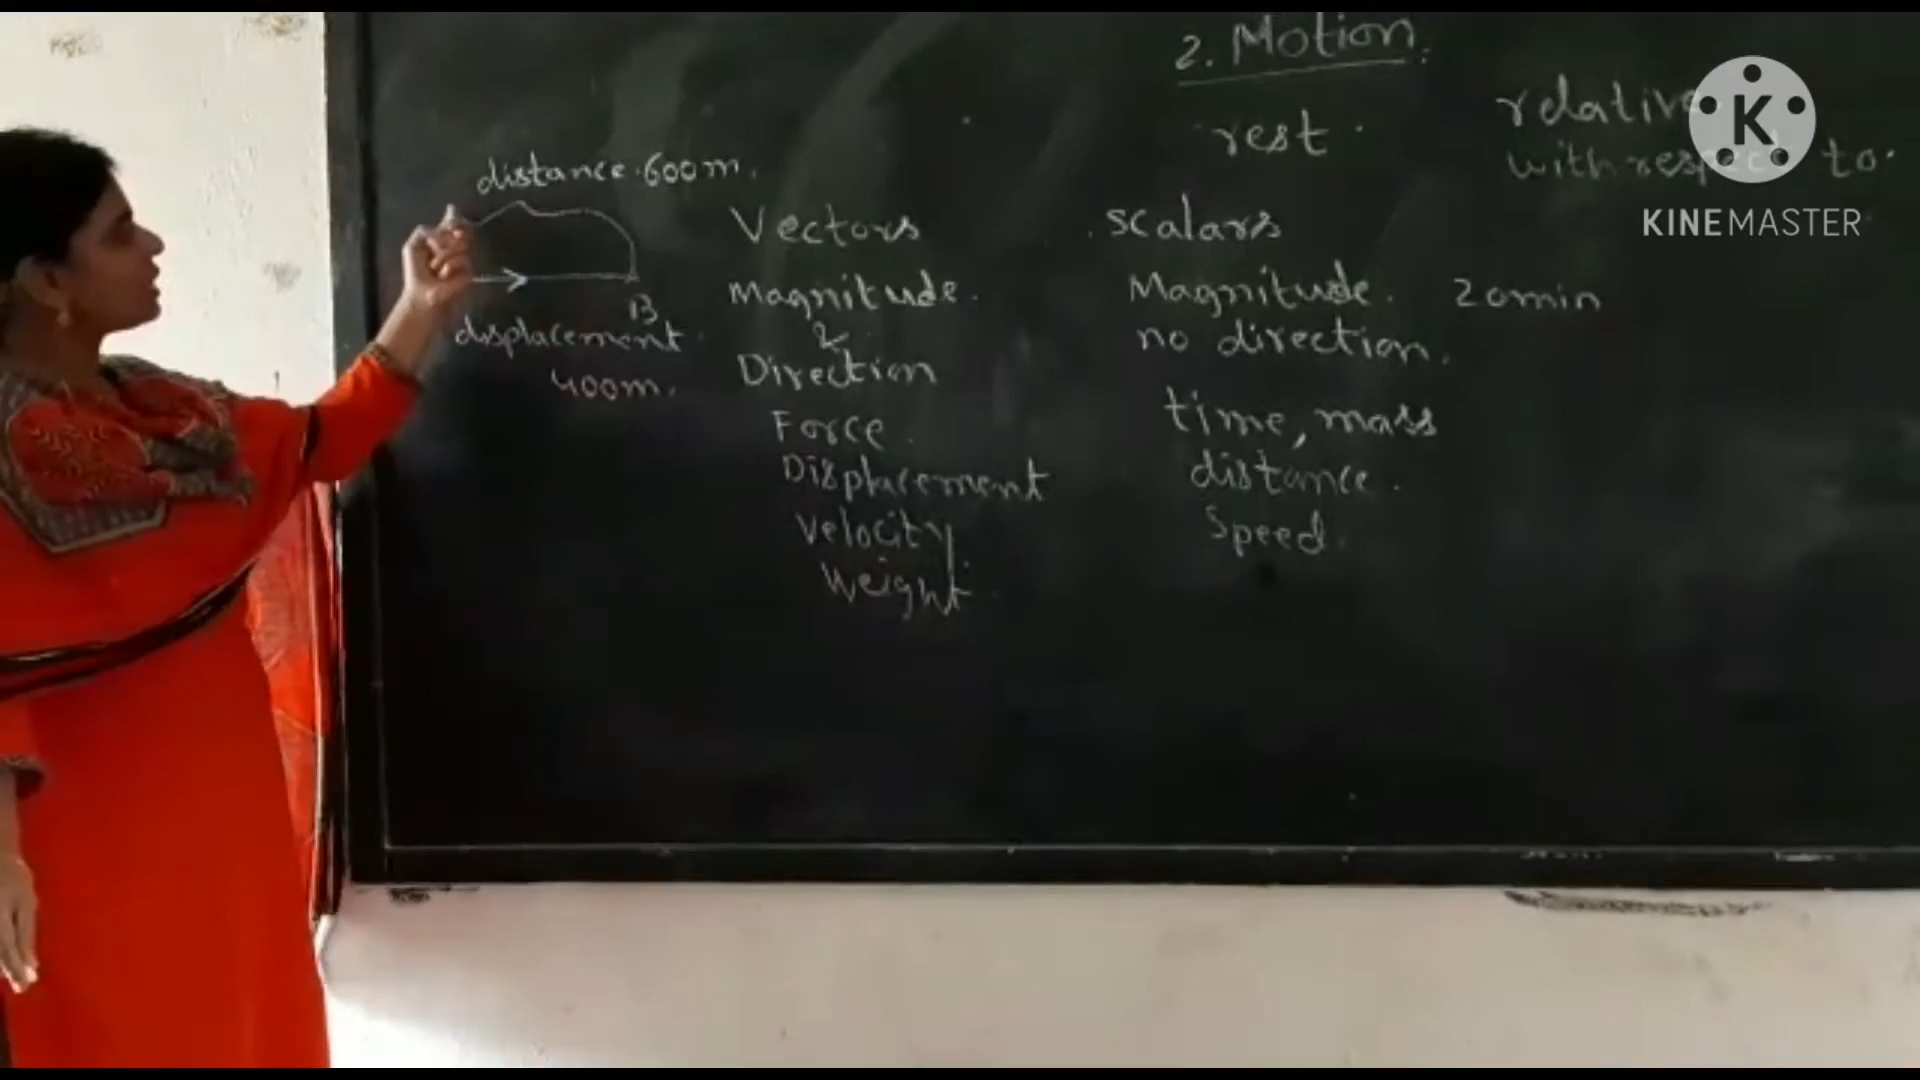 2. Motion.
rest.
relative
with respect to.
distance. 600m.
B
displacement.
400m.
Vectors
Magnitude.
&
Direction
Force.
Displacement
Velocity
Weight.
scalars
Magnitude. 20min
no direction.
time, mass
distance.
Speed.
K
KINEMASTER